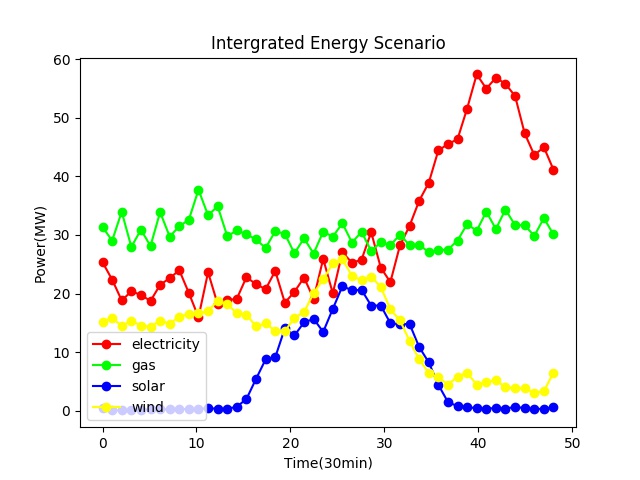 Intergrated Energy Scenario
60
50
40
30
20
10
0
Power(MW)
electricity
gas
solar
wind
0 10 20 30 40 50
Time(30min)